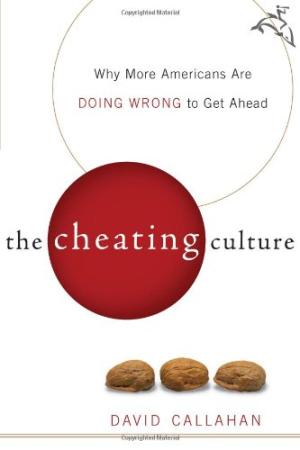 Why More Americans Are
DOING WRONG to Get Ahead
the cheating culture
DAVID CALLAHAN